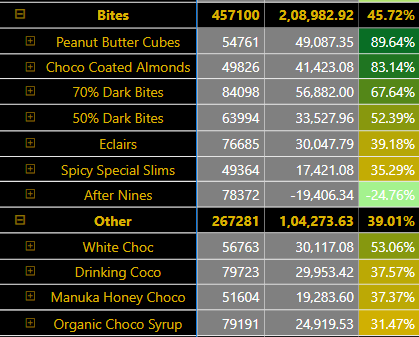 Bites 457100 2,08,982.92 45.72%
Peanut Butter Cubes 54761 49,087.35 89.64%
Choco Coated Almonds 49826 41,423.08 83.14%
70% Dark Bites 84098 56,882.00 67.64%
50% Dark Bites 63994 33,527.96 52.39%
Eclairs 76685 30,047.79 39.18%
Spicy Special Slims 49364 17,421.08 35.29%
After Nines 78372 -19,406.34 -24.76%
Other 267281 1,04,273.63 39.01%
White Choc 56763 30,117.08 53.06%
Drinking Coco 79723 29,953.42 37.57%
Manuka Honey Choco 51604 19,283.60 37.37%
Organic Choco Syrup 79191 24,919.53 31.47%